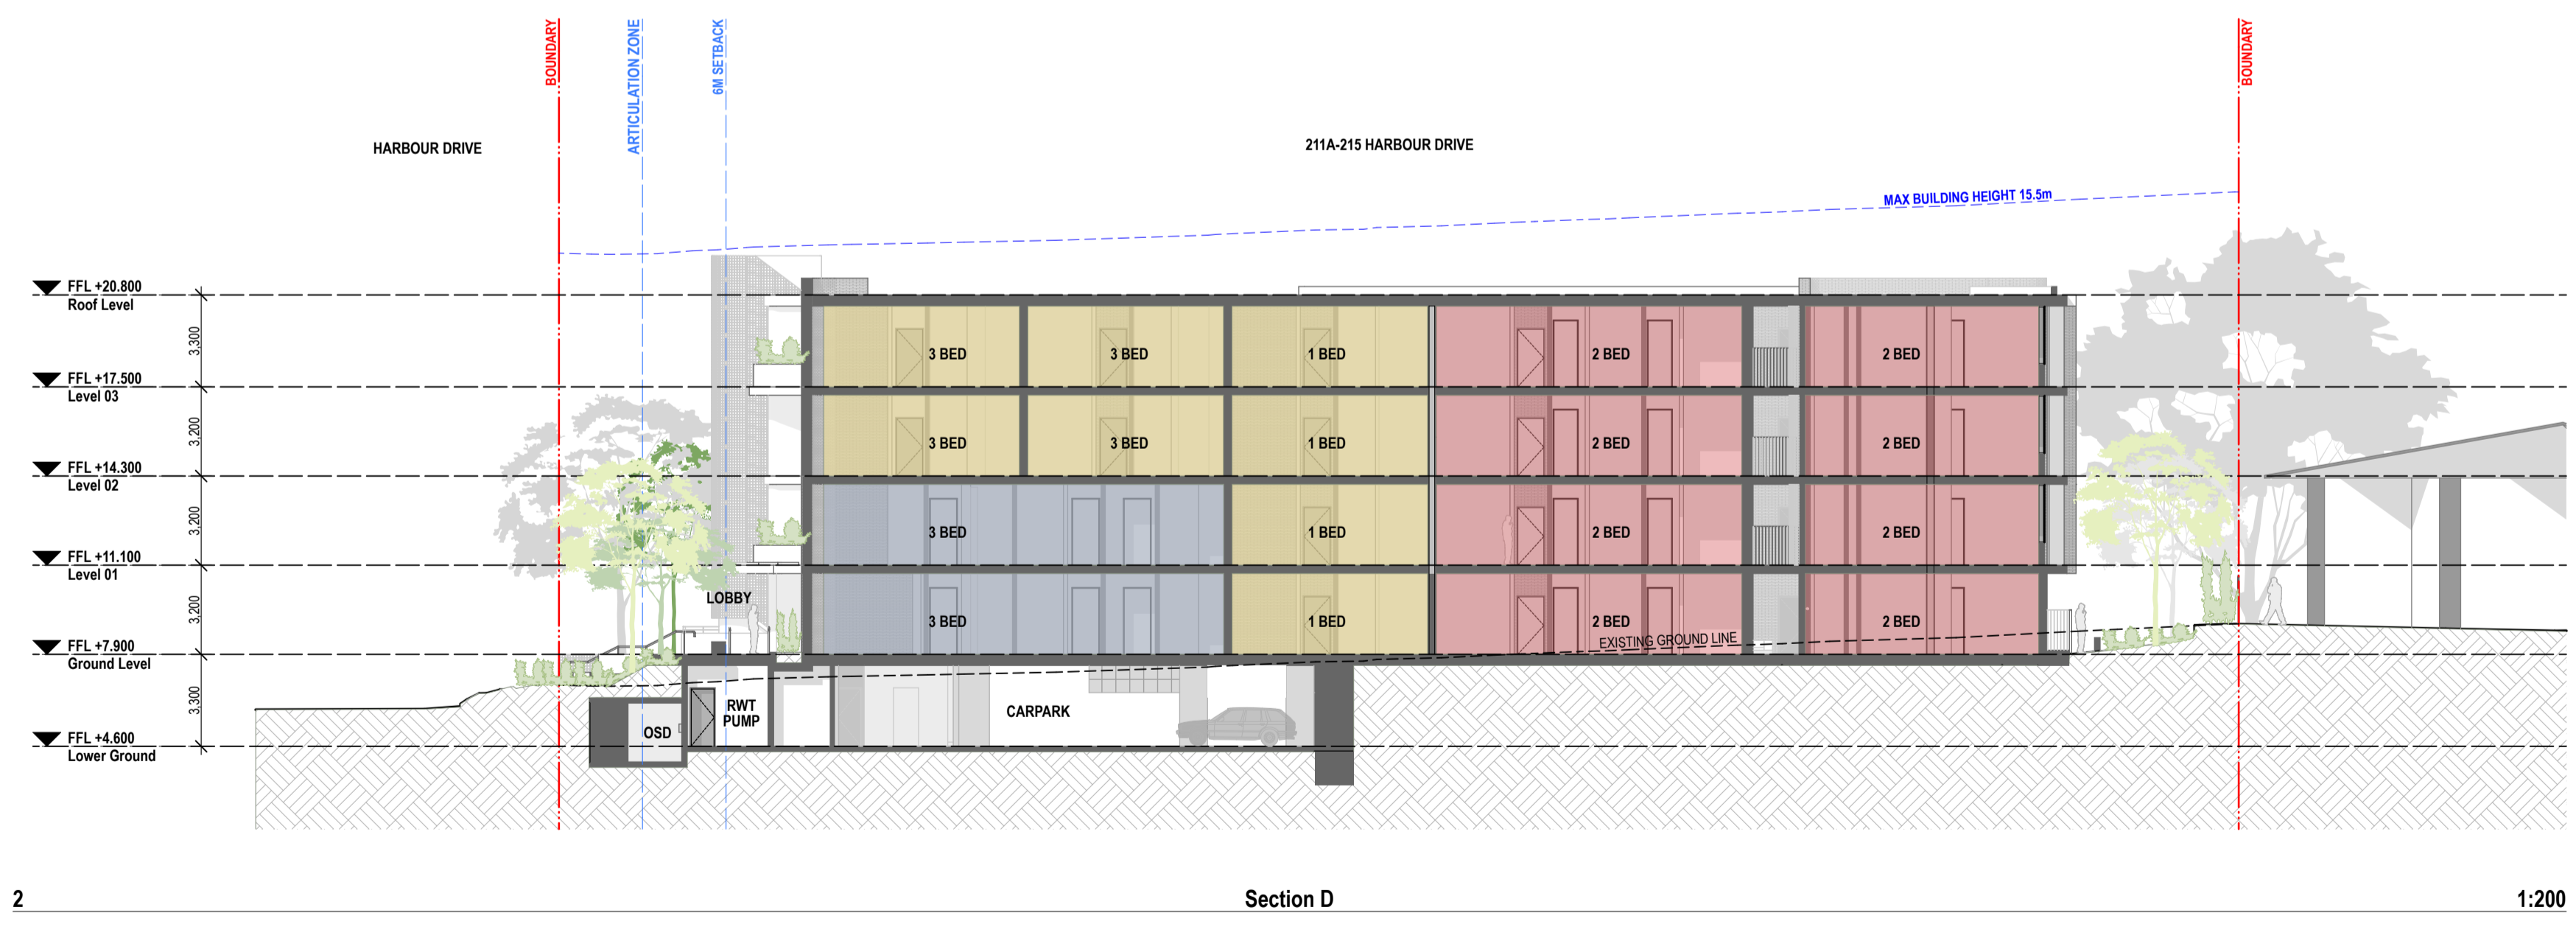 BOUNDARY
ARTICULATION ZONE
6M SETBACK
BOUNDARY
HARBOUR DRIVE
211A-215 HARBOUR DRIVE
MAX BUILDING HEIGHT 15.5m
FFL +20.800
Roof Level
3.300
3 BED
3 BED
1 BED
2 BED
2 BED
FFL +17.500
Level 03
3.200
3 BED
3 BED
1 BED
2 BED
2 BED
FFL +14.300
Level 02
3.200
3 BED
1 BED
2 BED
2 BED
FFL +11.100
Level 01
LOBBY
3.200
3 BED
1 BED
2 BED
2 BED
EXISTING GROUND LINE
FFL +7.900
Ground Level
3.300
RWT
PUMP
CARPARK
OSD
FFL +4.600
Lower Ground
2
Section D
1:200